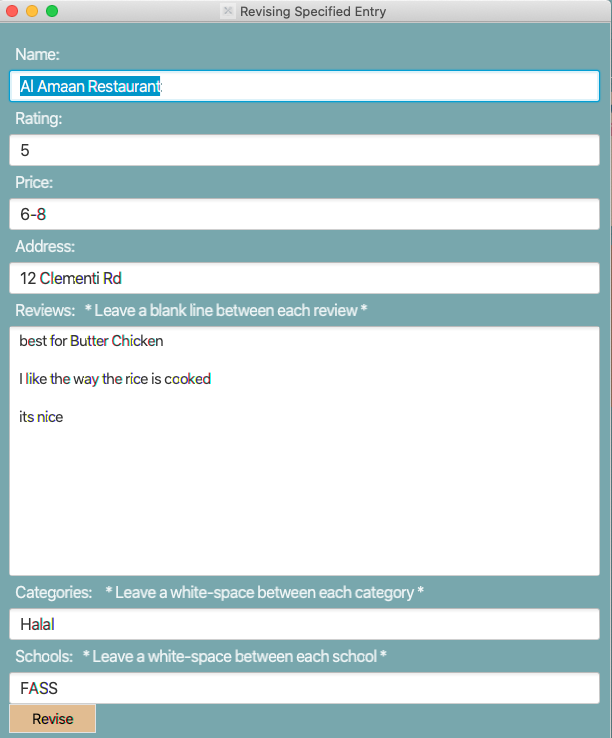 Revising Specified Entry
Name:
Al Amaan Restaurant
Rating:
5
Price:
6-8
Address:
12 Clementi Rd
Reviews: * Leave a blank line between each review *
best for Butter Chicken
I like the way the rice is cooked
its nice
Categories: * Leave a white-space between each category *
Halal
Schools: * Leave a white-space between each school *
FASS
Revise